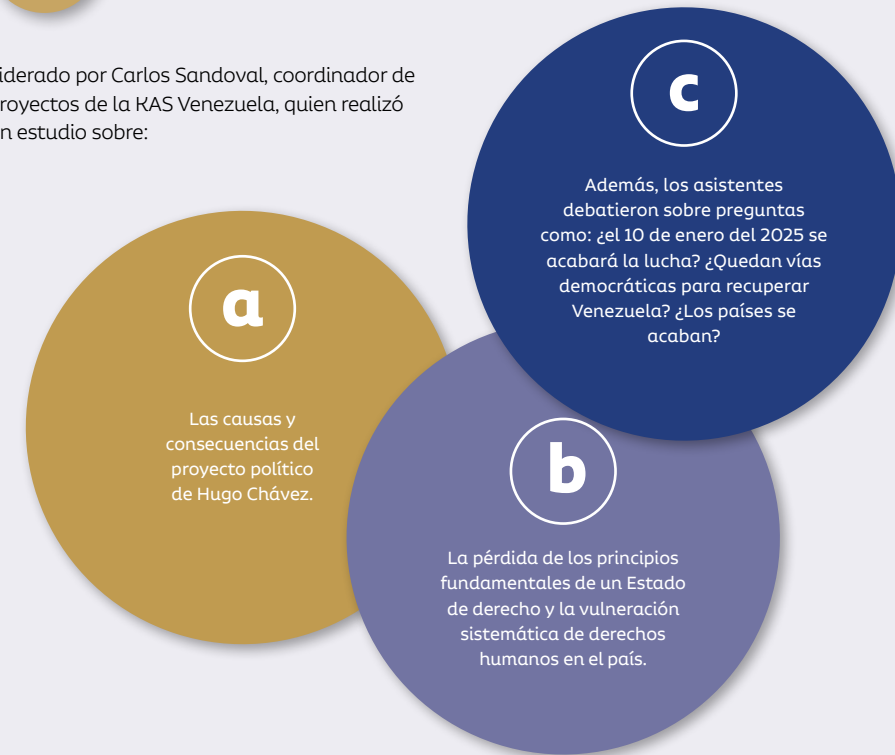 liderado por Carlos Sandoval, coordinador de
proyectos de la KAS Venezuela, quien realizó
un estudio sobre:
a
Las causas y
consecuencias del
proyecto político
de Hugo Chávez.
b
La pérdida de los principios
fundamentales de un Estado
de derecho y la vulneración
sistemática de derechos
humanos en el país.
c
Además, los asistentes
debatieron sobre preguntas
como: ¿el 10 de enero del 2025 se
acabará la lucha? ¿Quedan vías
democráticas para recuperar
Venezuela? ¿Los países se
acaban?